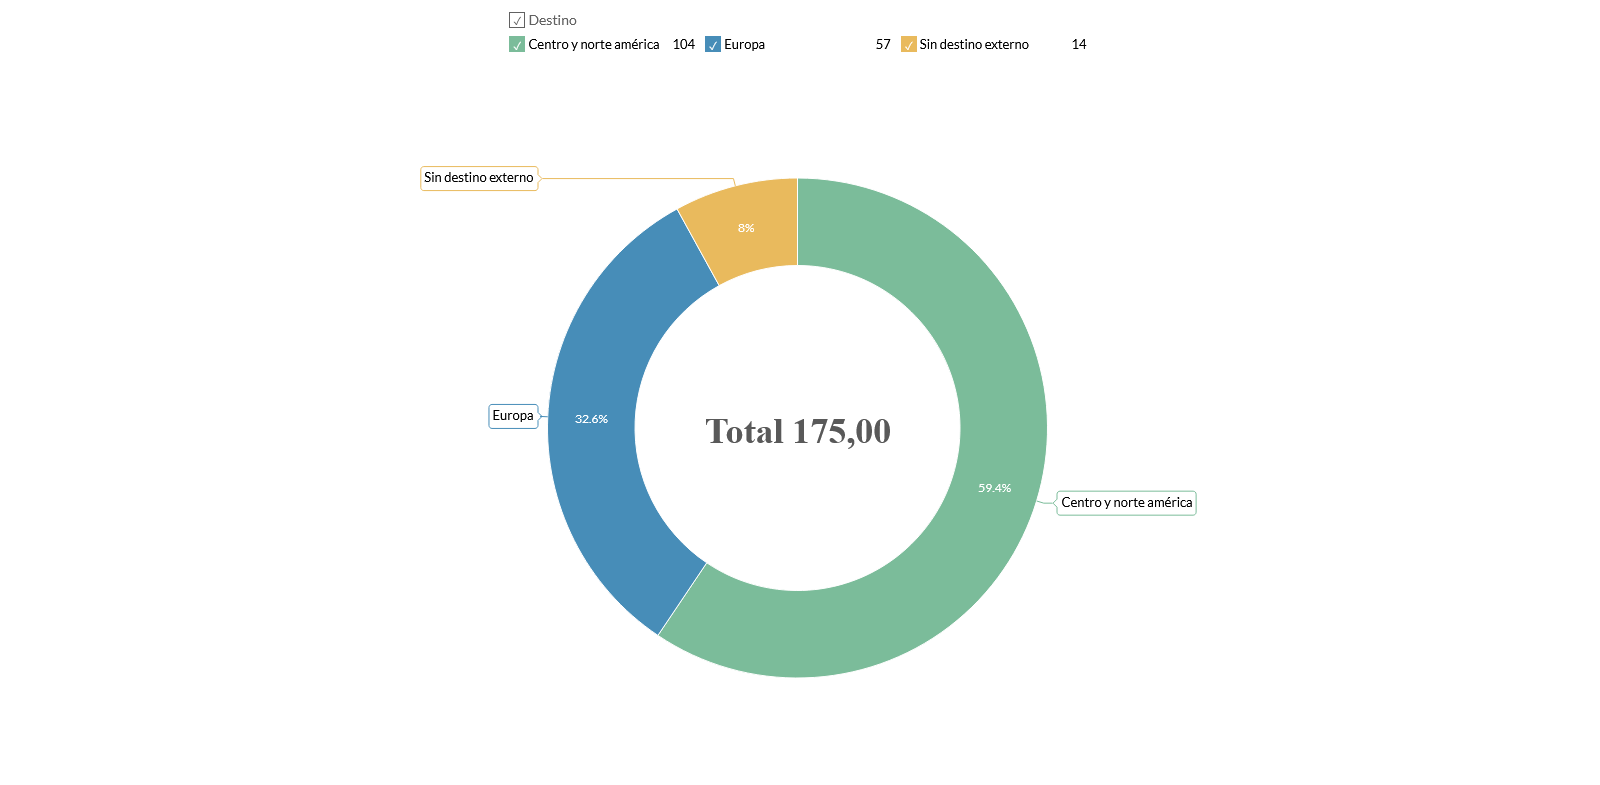 Destino
Centro y norte américa 104 Europa 57 Sin destino externo 14
Sin destino externo
8%
Europa
32.6%
Total 175,00
59.4%
Centro y norte américa